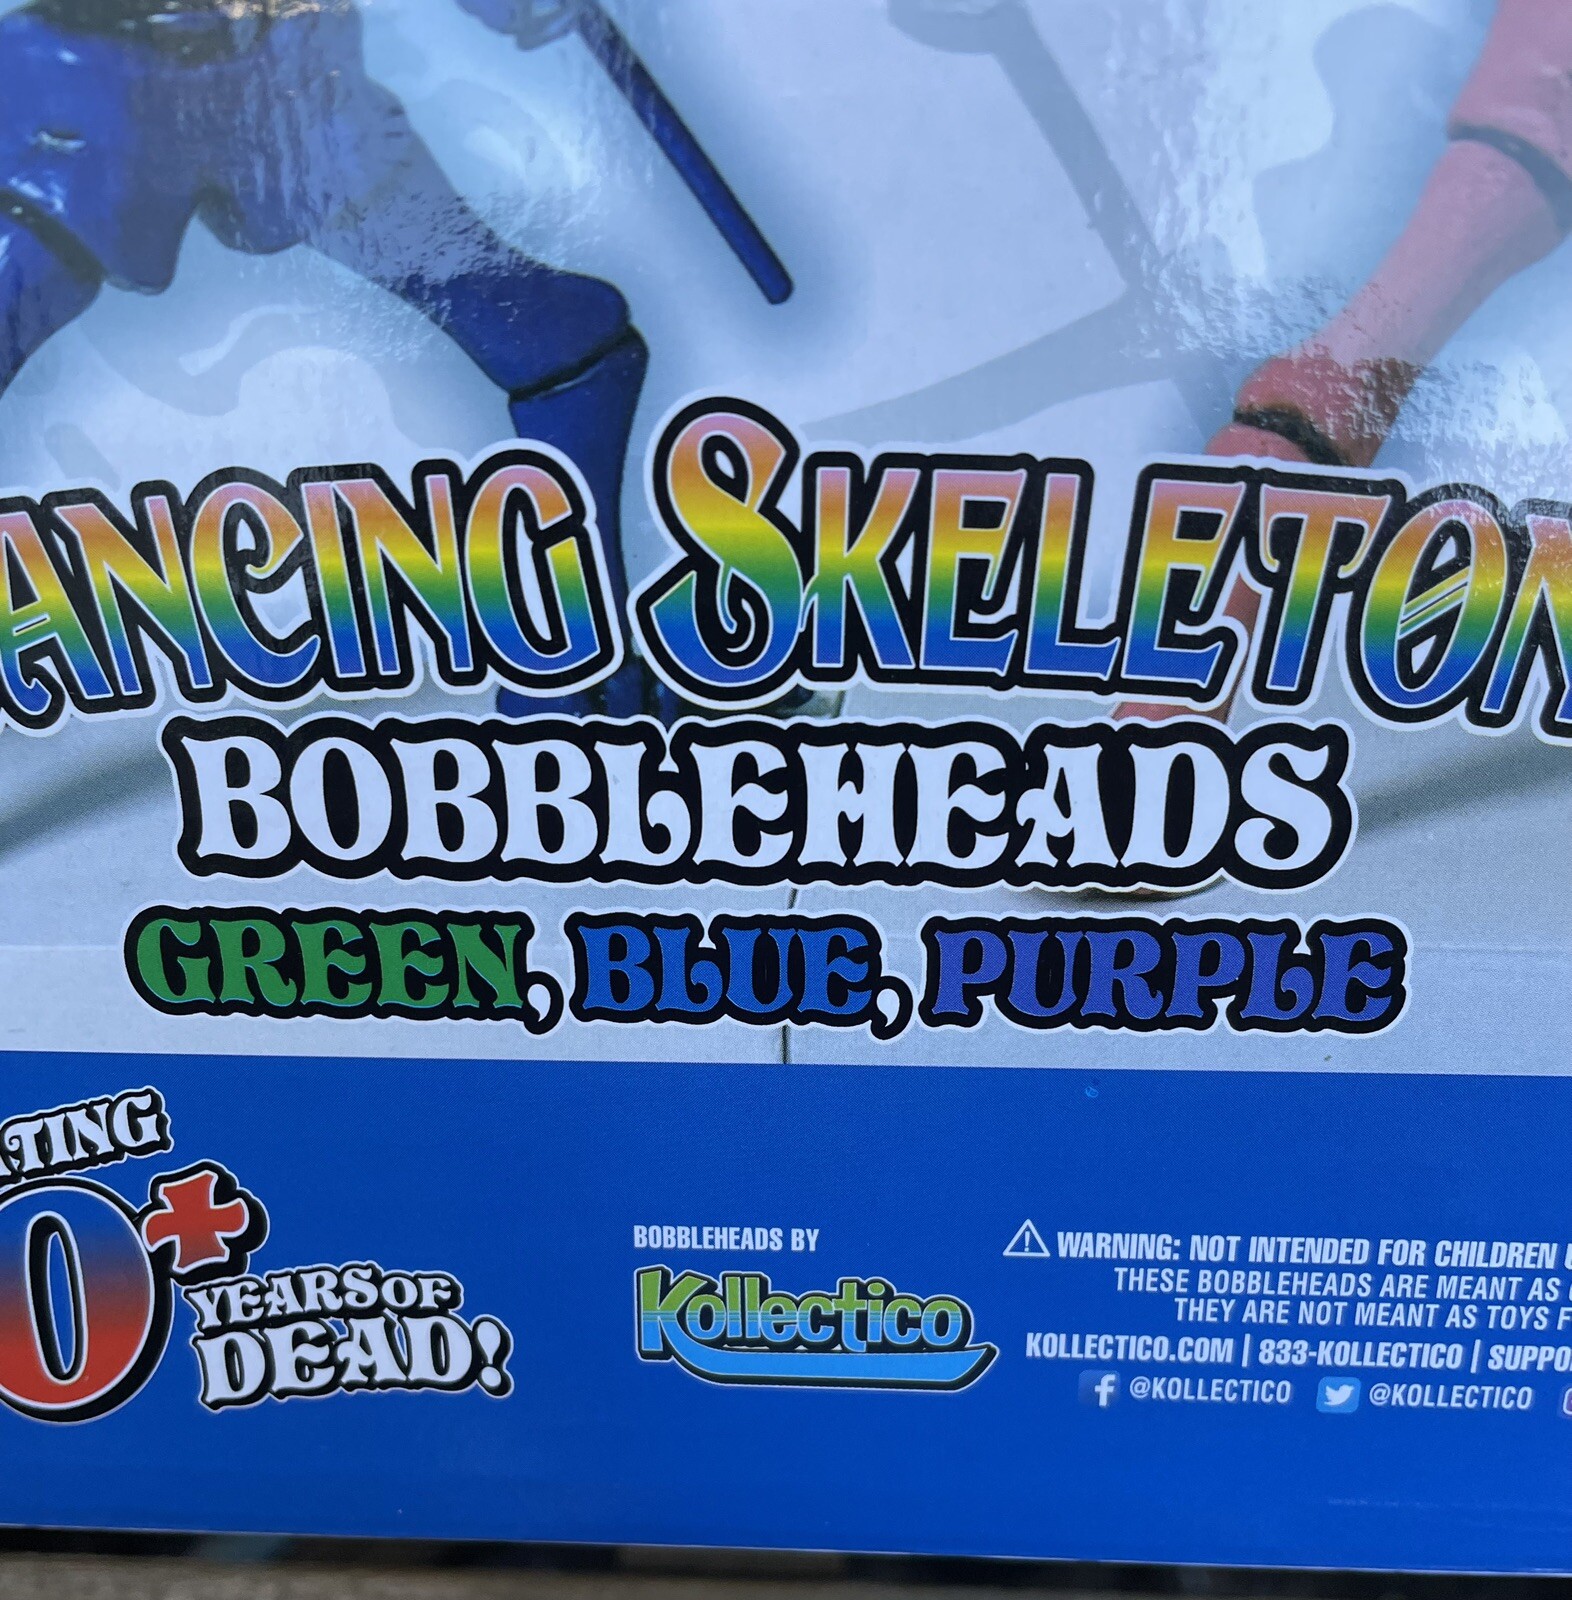 ANCING SKELETON
BOBBLEHEADS
GREEN, BLUE, PURPLE
TING
0+
YEARS OF
DEAD!
BOBBLEHEADS BY
Kollectico
WARNING: NOT INTENDED FOR CHILDREN
THESE BOBBLEHEADS ARE MEANT AS
THEY ARE NOT MEANT AS TOYS F
KOLLECTICO.COM | 833-KOLLECTICO | SUPPO
@KOLLECTICO @KOLLECTICO